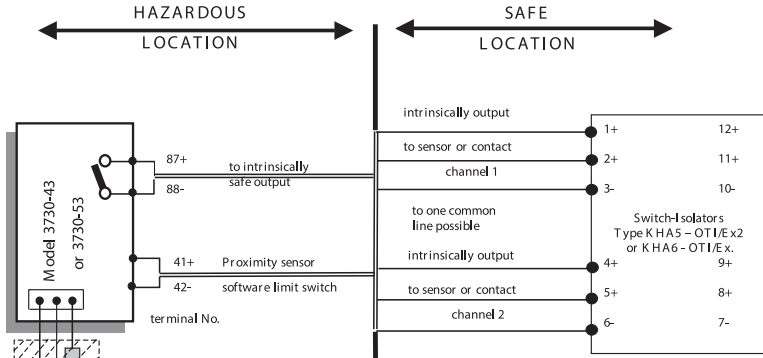 HAZARDOUS
LOCATION
SAFE
LOCATION
Model 3730-43
or 3730-53
87+
88-
to intrinsically
safe output
41+
42-
Proximity sensor
software limit switch
terminal No.
intrinsically output
to sensor or contact
channel 1
to one common
line possible
intrinsically output
to sensor or contact
channel 2
1+
2+
3-
4+
5+
6-
12+
11+
10-
Switch-Isolators
Type KHA5 – OTI/Ex2
or KHA6 - OTI/Ex.
9+
8+
7-